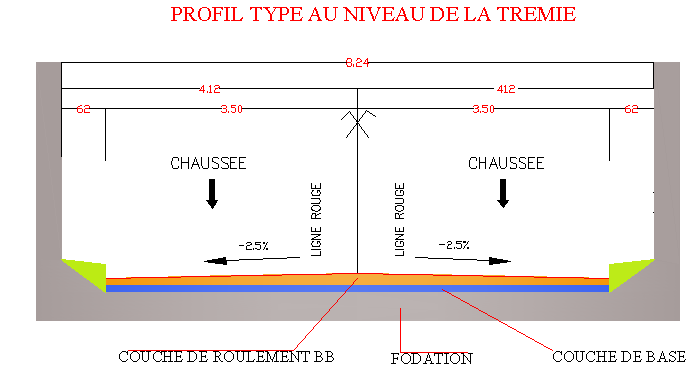 PROFIL TYPE AU NIVEAU DE LA TREMIE
8.24
4.12 412
62 3.50 3.50 62
CHAUSSEE CHAUSSEE
LIGNE ROUGE LIGNE ROUGE
-2.5% -2.5%
COUCHE DE ROULEMENT BB FODATION COUCHE DE BASE